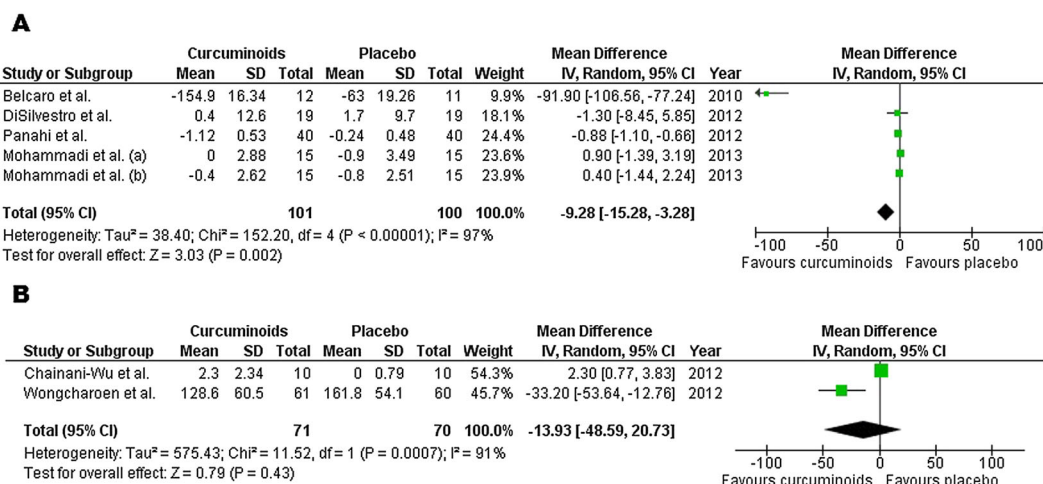 A
Curcuminoids Placebo Mean Difference Mean Difference
Study or Subgroup Mean SD Total Mean SD Total Weight IV, Random, 95% CI Year IV, Random, 95% CI
Belcaro et al. -154.9 16.34 12 -63 19.26 11 9.9% -91.90 [-106.56, -77.24] 2010
DiSilvestro et al. 0.4 12.6 19 1.7 9.7 19 18.1% -1.30 [-8.45, 5.85] 2012
Panahi et al. -1.12 0.53 40 -0.24 0.48 40 24.4% -0.88 [-1.10, -0.66] 2012
Mohammadi et al. (a) 0 2.88 15 -0.9 3.49 15 23.6% 0.90 [-1.39, 3.19] 2013
Mohammadi et al. (b) -0.4 2.62 15 -0.8 2.51 15 23.9% 0.40 [-1.44, 2.24] 2013
Total (95% CI) 101 100 100.0% -9.28 [-15.28, -3.28]
Heterogeneity: Tau² = 38.40; Chi² = 152.20, df = 4 (P < 0.00001); I² = 97%
Test for overall effect: Z = 3.03 (P = 0.002)
-100 -50 0 50 100
Favours curcuminoids Favours placebo
B
Curcuminoids Placebo Mean Difference Mean Difference
Study or Subgroup Mean SD Total Mean SD Total Weight IV, Random, 95% CI Year IV, Random, 95% CI
Chainani-Wu et al. 2.3 2.34 10 0 0.79 10 54.3% 2.30 [0.77, 3.83] 2012
Wongcharoen et al. 128.6 60.5 61 161.8 54.1 60 45.7% -33.20 [-53.64, -12.76] 2012
Total (95% CI) 71 70 100.0% -13.93 [-48.59, 20.73]
Heterogeneity: Tau² = 575.43; Chi² = 11.52, df = 1 (P = 0.0007); I² = 91%
Test for overall effect: Z = 0.79 (P = 0.43)
-100 -50 0 50 100
Favours curcuminoids Favours placebo